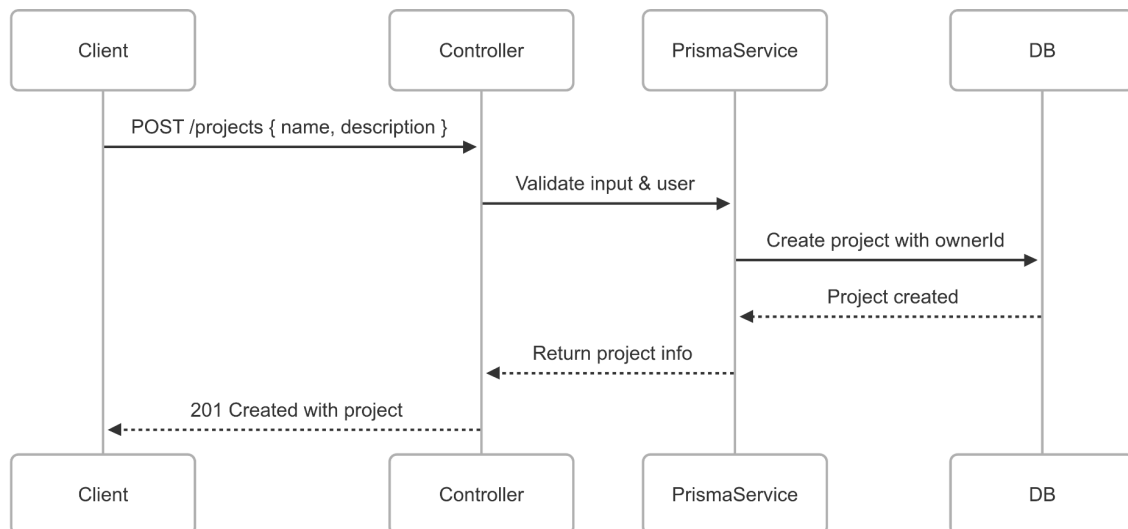 Client
Controller
PrismaService
DB
POST /projects { name, description }
Validate input & user
Create project with ownerId
Project created
Return project info
201 Created with project
Client
Controller
PrismaService
DB